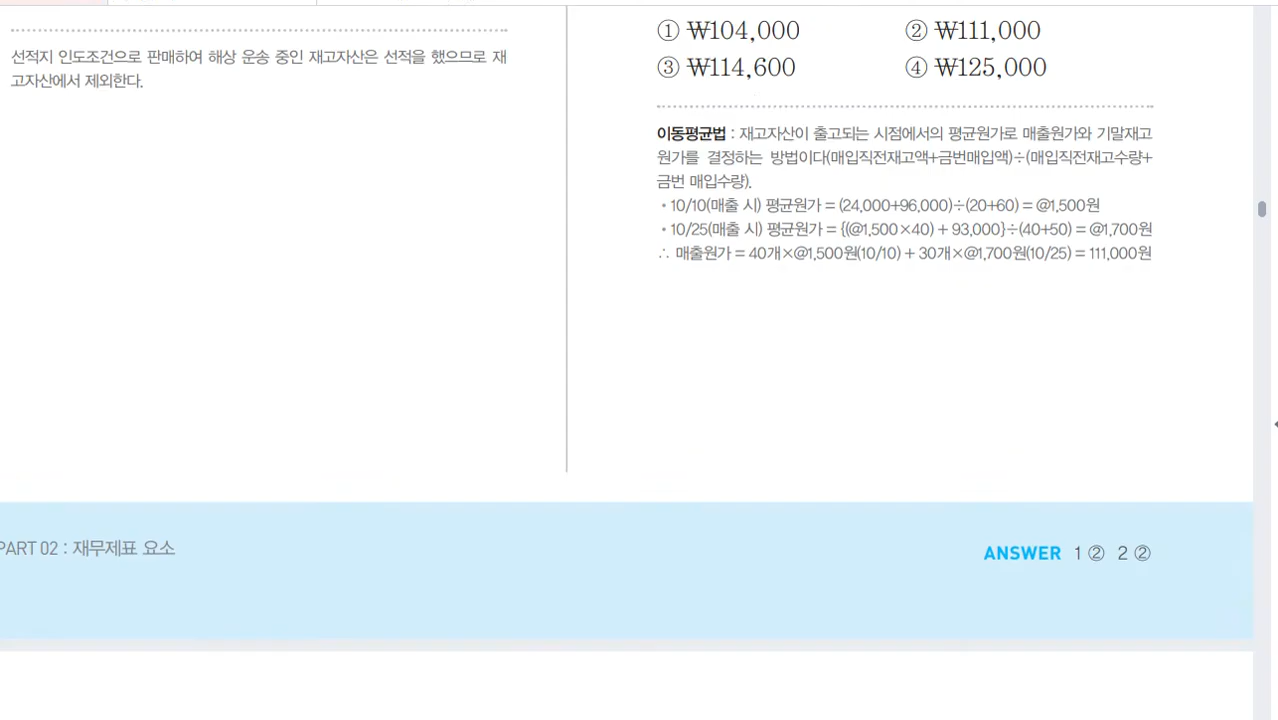 선적지 인도조건으로 판매하여 해상 운송 중인 재고자산은 선적을 했으므로 재
고자산에서 제외한다.
① ₩104,000 ② ₩111,000
③ ₩114,600 ④ ₩125,000
이동평균법 : 재고자산이 출고되는 시점에서의 평균원가로 매출원가와 기말재고
원가를 결정하는 방법이다(매입직전재고액+금번매입액)÷(매입직전재고수량+
금번 매입수량).
• 10/10(매출 시) 평균원가 = (24,000+96,000)÷(20+60) = @1,500원
• 10/25(매출 시) 평균원가 = {(@1,500×40) + 93,000}÷(40+50) = @1,700원
∴ 매출원가 = 40개×@1,500원(10/10) + 30개×@1,700원(10/25) = 111,000원
PART 02 : 재무제표 요소
ANSWER 1 ② 2 ②